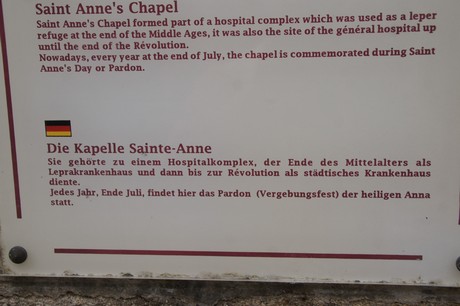 Saint Anne's Chapel
Saint Anne's Chapel formed part of a hospital complex which was used as a leper
refuge at the end of the Middle Ages, it was also the site of the général hospital up
until the end of the Révolution.
Nowadays, every year at the end of July, the chapel is commemorated during Saint
Anne's Day or Pardon.
Die Kapelle Sainte-Anne
Sie gehörte zu einem Hospitalkomplex, der Ende des Mittelalters als
Leprakrankenhaus und dann bis zur Révolution als städtisches Krankenhaus
diente.
Jedes Jahr, Ende Juli, findet hier das Pardon (Vergebungsfest) der heiligen Anna
statt.